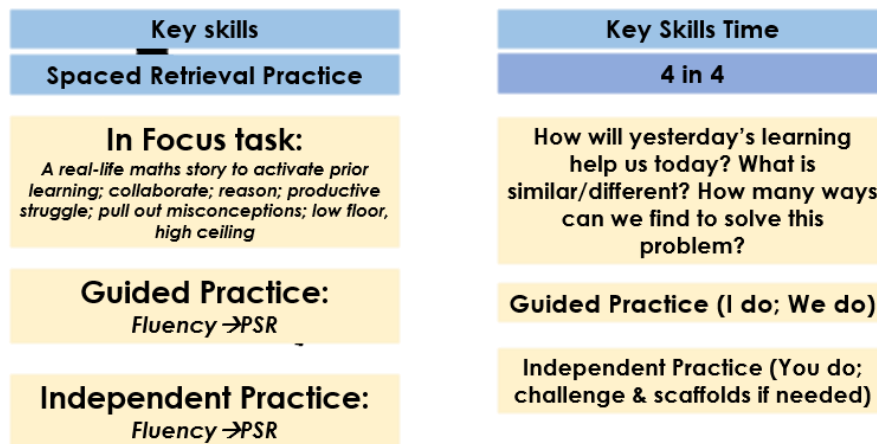 Key skills
Spaced Retrieval Practice
In Focus task:
A real-life maths story to activate prior
learning; collaborate; reason; productive
struggle; pull out misconceptions; low floor,
high ceiling
Guided Practice:
Fluency →PSR
Independent Practice:
Fluency →PSR
Key Skills Time
4 in 4
How will yesterday's learning
help us today? What is
similar/different? How many ways
can we find to solve this
problem?
Guided Practice (I do; We do)
Independent Practice (You do;
challenge & scaffolds if needed)